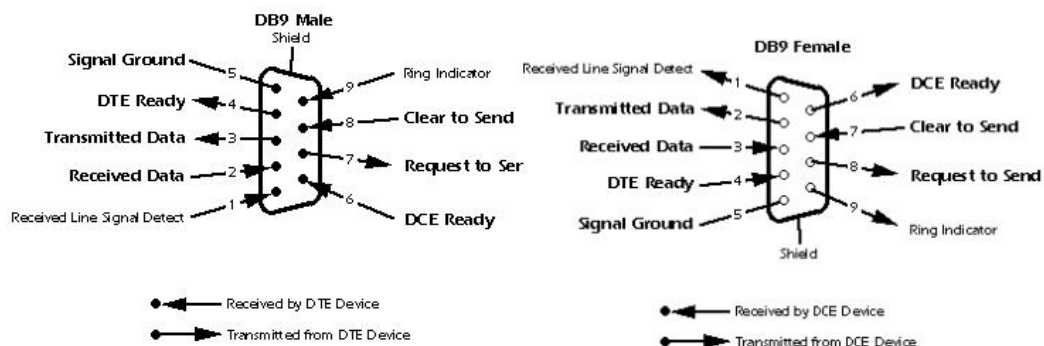 DB9 Male
Shield
Signal Ground
5
9
Ring Indicator
DTE Ready
4
8
Clear to Send
Transmitted Data
3
7
Request to Ser
Received Data
2
6
DCE Ready
Received Line Signal Detect
1
Received by DTE Device
Transmitted from DTE Device
DB9 Female
Received Line Signal Detect
1
6
DCE Ready
Transmitted Data
2
7
Clear to Send
Received Data
3
8
Request to Send
DTE Ready
4
9
Ring Indicator
Signal Ground
5
Shield
Received by DCE Device
Transmitted from DCE Device